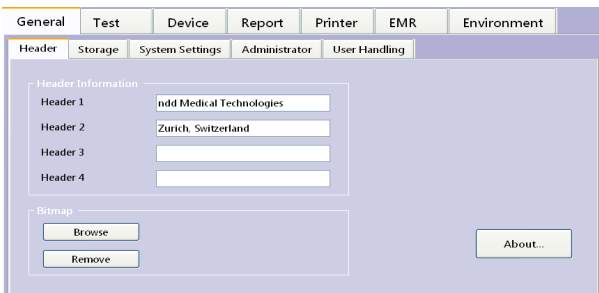 General Test Device Report Printer EMR Environment
Header Storage System Settings Administrator User Handling
Header Information
Header 1 ndd Medical Technologies
Header 2 Zurich, Switzerland
Header 3
Header 4
Bitmap
Browse
Remove
About...